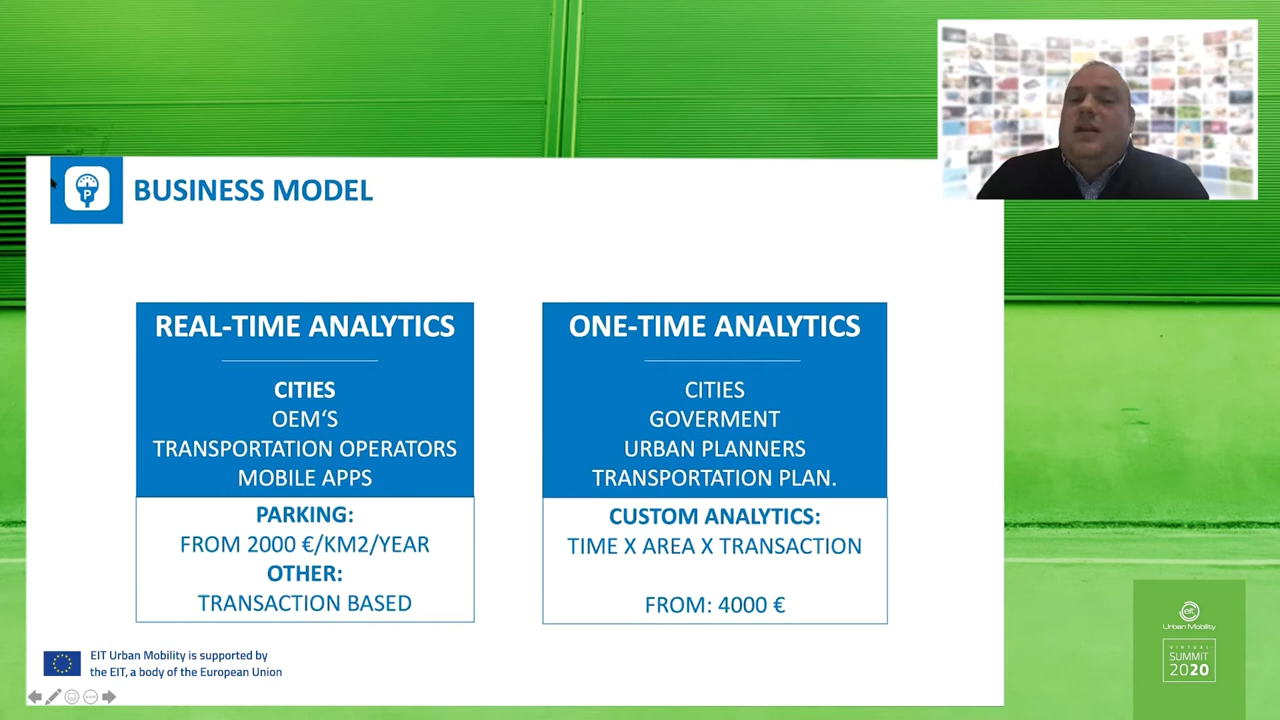 P
BUSINESS MODEL
REAL-TIME ANALYTICS
CITIES
OEM‘S
TRANSPORTATION OPERATORS
MOBILE APPS
PARKING:
FROM 2000 €/KM2/YEAR
OTHER:
TRANSACTION BASED
ONE-TIME ANALYTICS
CITIES
GOVERMENT
URBAN PLANNERS
TRANSPORTATION PLAN.
CUSTOM ANALYTICS:
TIME X AREA X TRANSACTION
FROM: 4000 €
EIT Urban Mobility is supported by
the EIT, a body of the European Union
eit
Urban Mobility
VIRTUAL
SUMMIT
2020